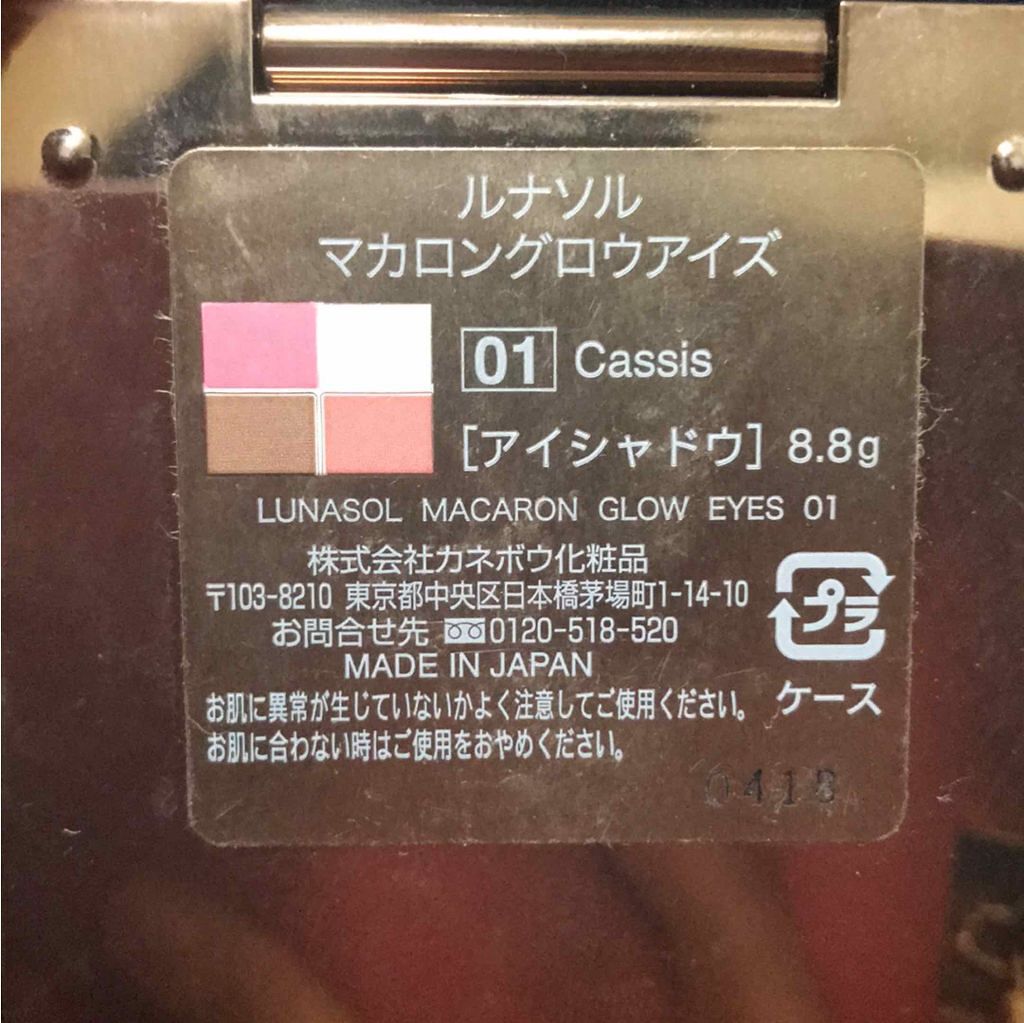 ルナソル
マカロングロウアイズ
01 Cassis
[アイシャドウ] 8.8g
LUNASOL MACARON GLOW EYES 01
株式会社カネボウ化粧品
〒103-8210 東京都中央区日本橋茅場町1-14-10
お問合せ先 0120-518-520
MADE IN JAPAN
お肌に異常が生じていないかよく注意してご使用ください。
お肌に合わない時はご使用をおやめください。
プラ
ケース